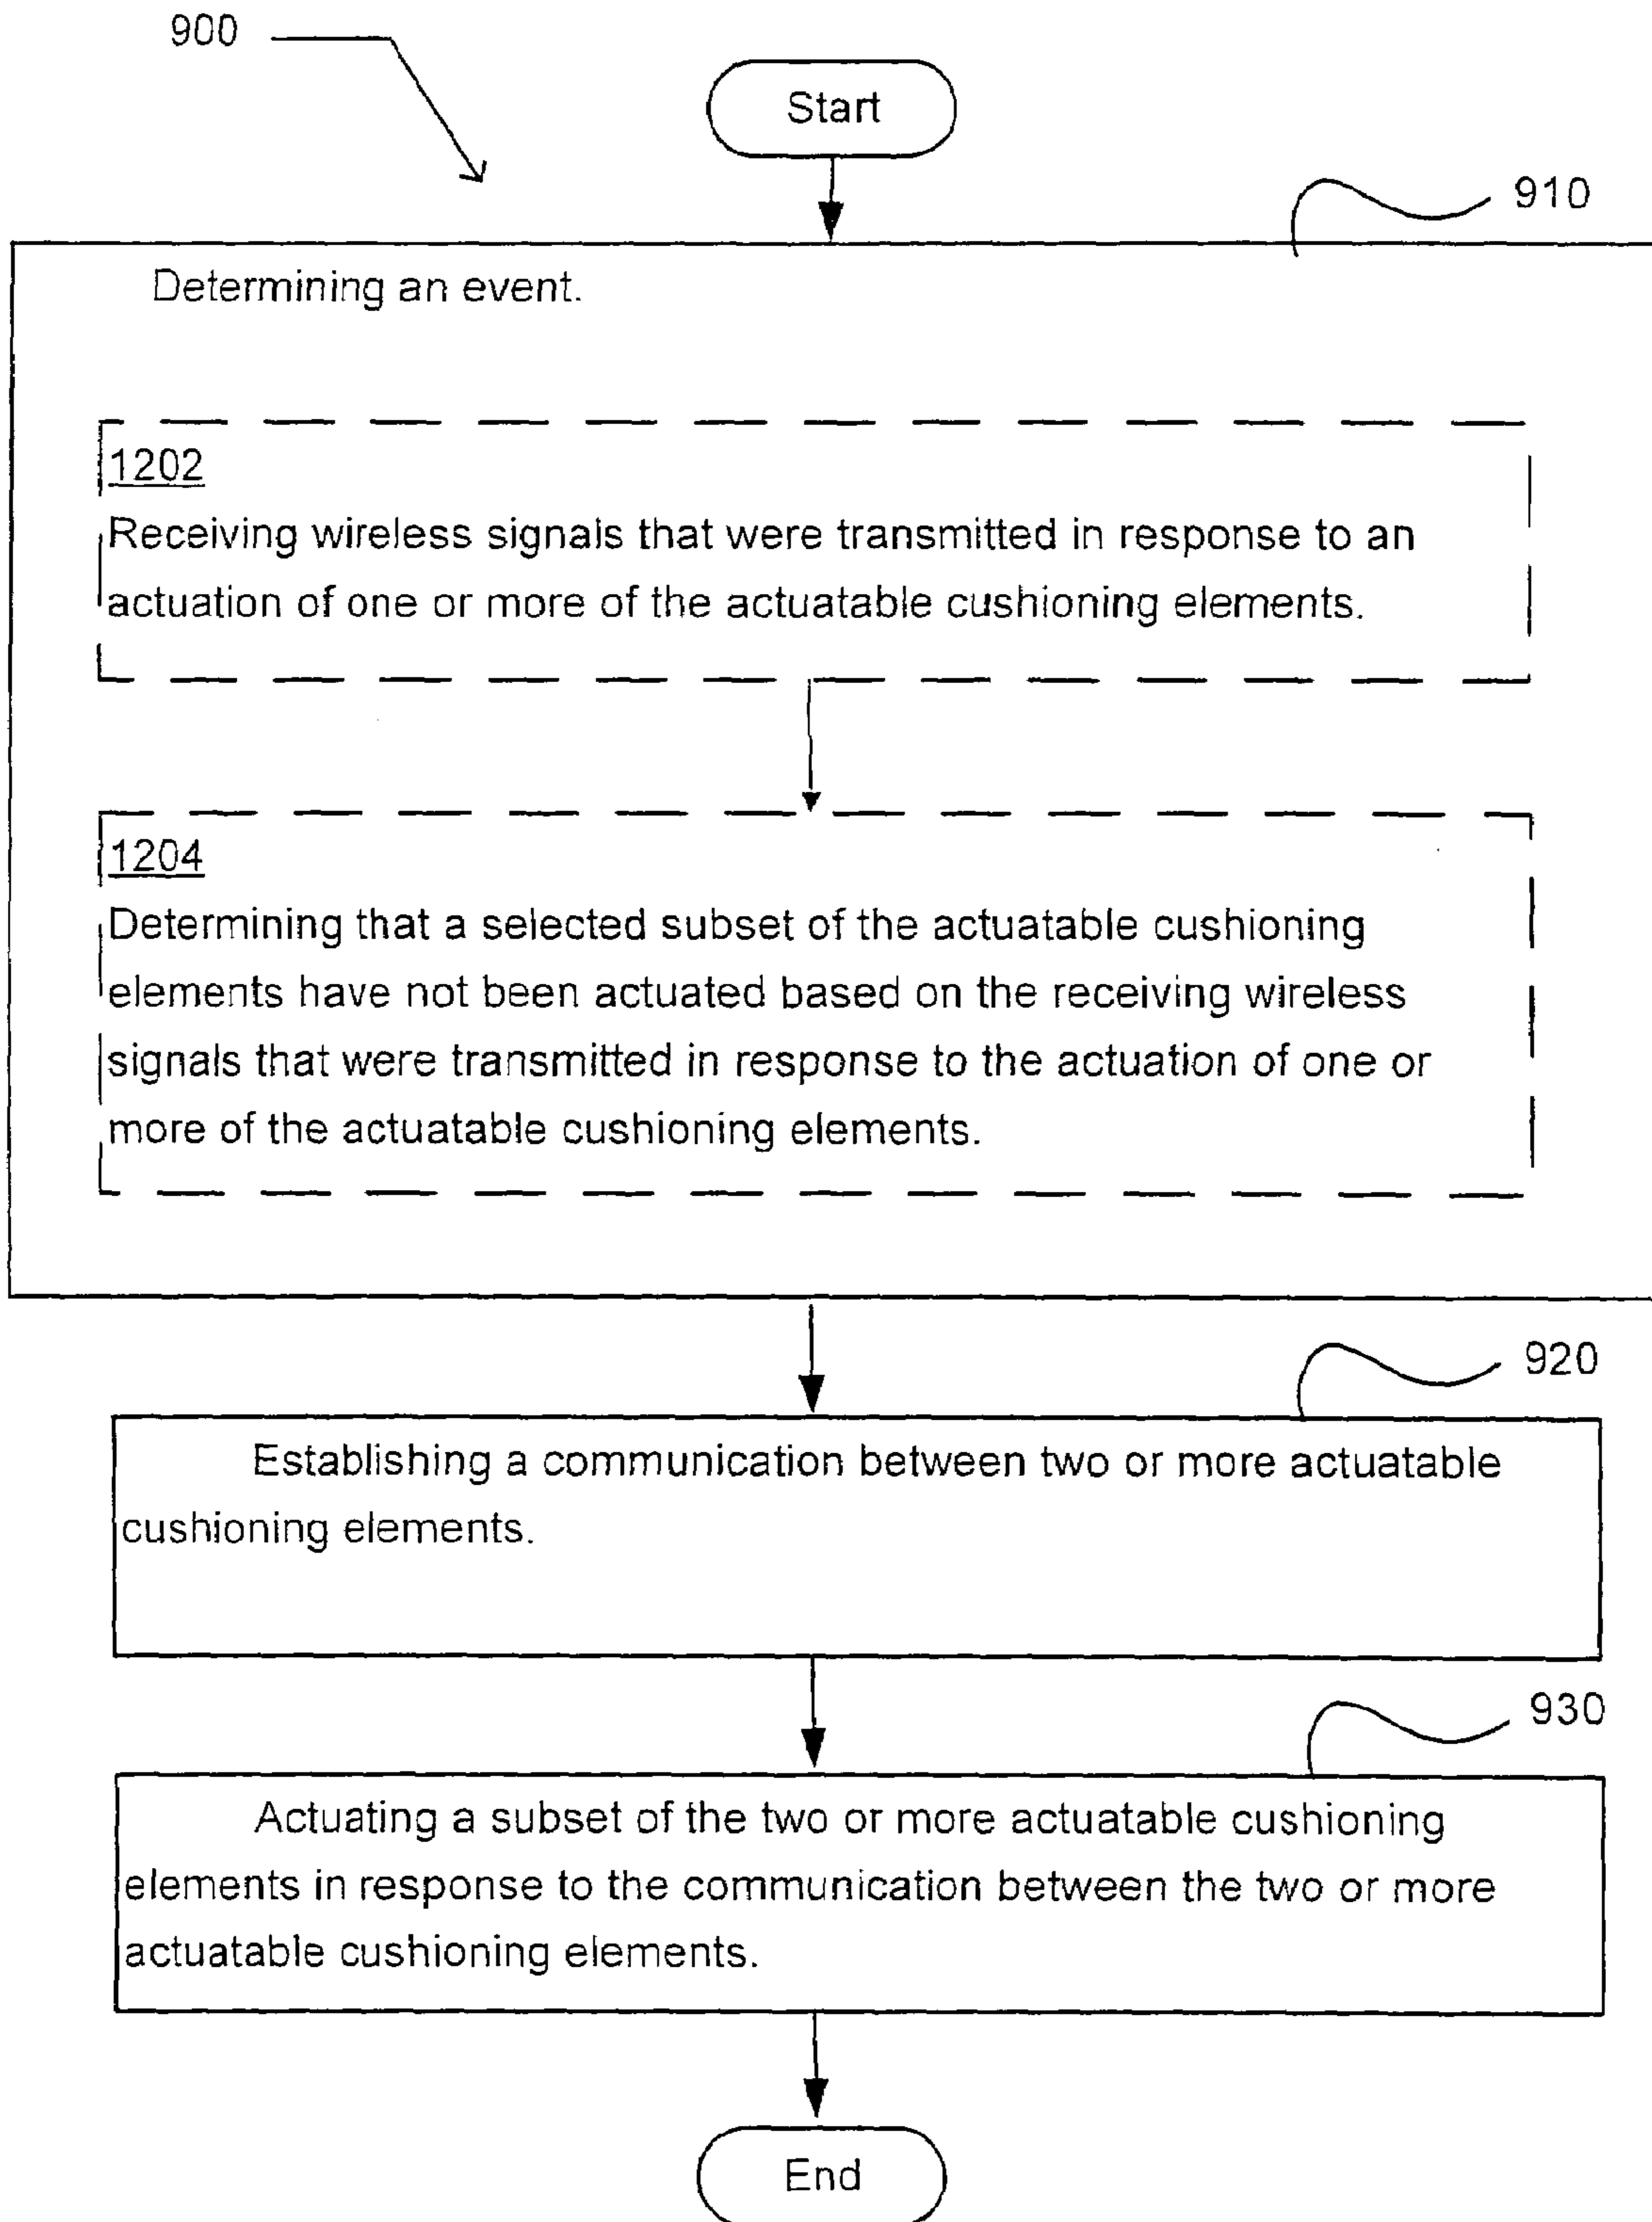 900
Start
910
Determining an event.
1202
Receiving wireless signals that were transmitted in response to an
actuation of one or more of the actuatable cushioning elements.
1204
Determining that a selected subset of the actuatable cushioning
elements have not been actuated based on the receiving wireless
signals that were transmitted in response to the actuation of one or
more of the actuatable cushioning elements.
920
Establishing a communication between two or more actuatable
cushioning elements.
930
Actuating a subset of the two or more actuatable cushioning
elements in response to the communication between the two or more
actuatable cushioning elements.
End